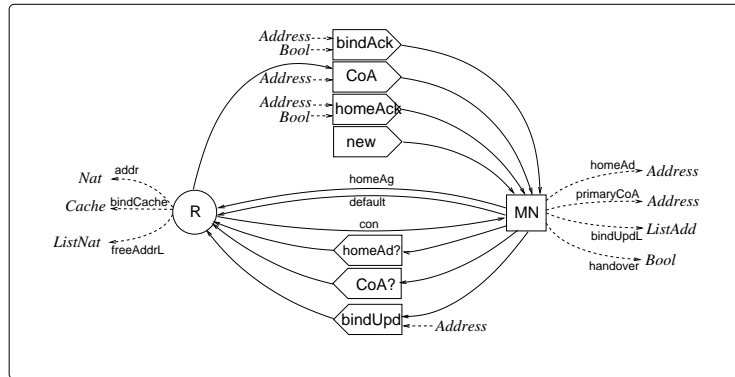 Address
Bool
bindAck
Address
CoA
Address
Bool
homeAck
new
Nat
addr
Cache
bindCache
ListNat
freeAddrL
R
homeAg
default
con
MN
homeAd
Address
primaryCoA
Address
bindUpdL
ListAdd
handover
Bool
homeAd?
CoA?
bindUpd
Address